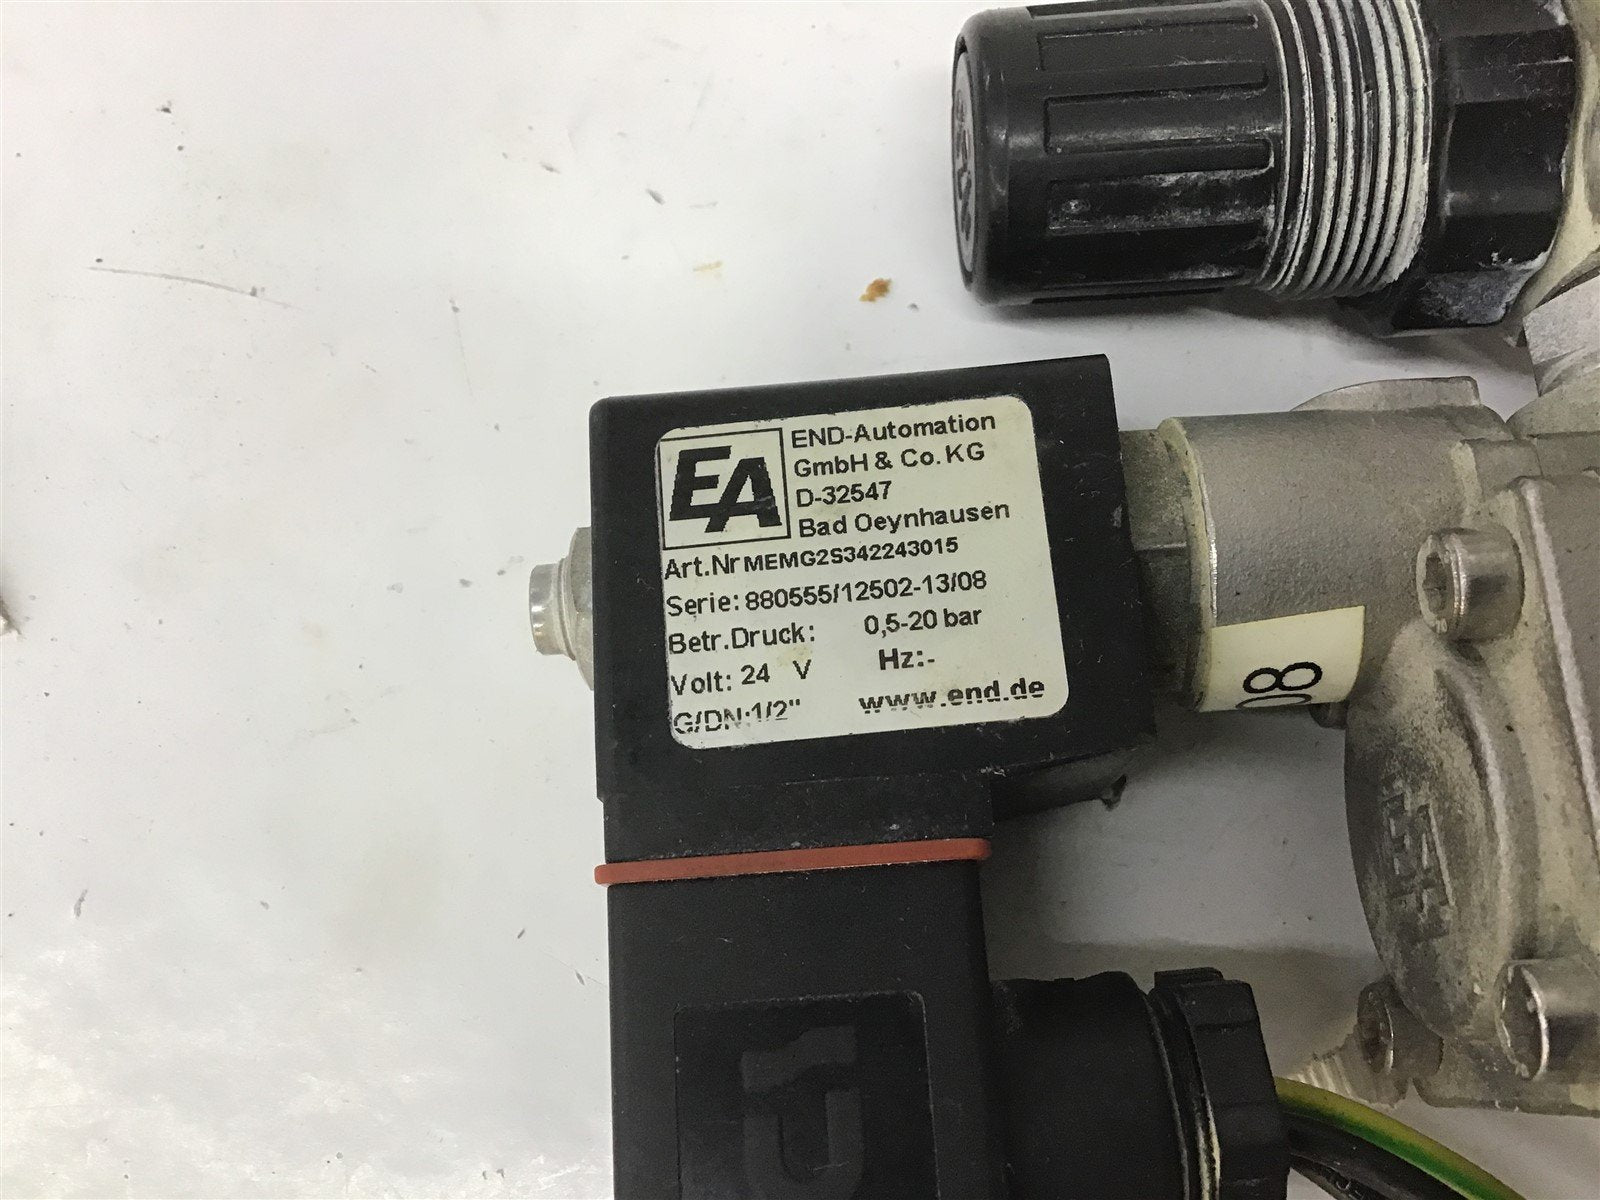 EA
END-Automation
GmbH & Co. KG
D-32547
Bad Oeynhausen
Art.Nr MEMG2S342243015
Serie: 880555/12502-13/08
Betr.Druck: 0,5-20 bar
Volt: 24 V Hz:-
G/DN:1/2" www.end.de
08